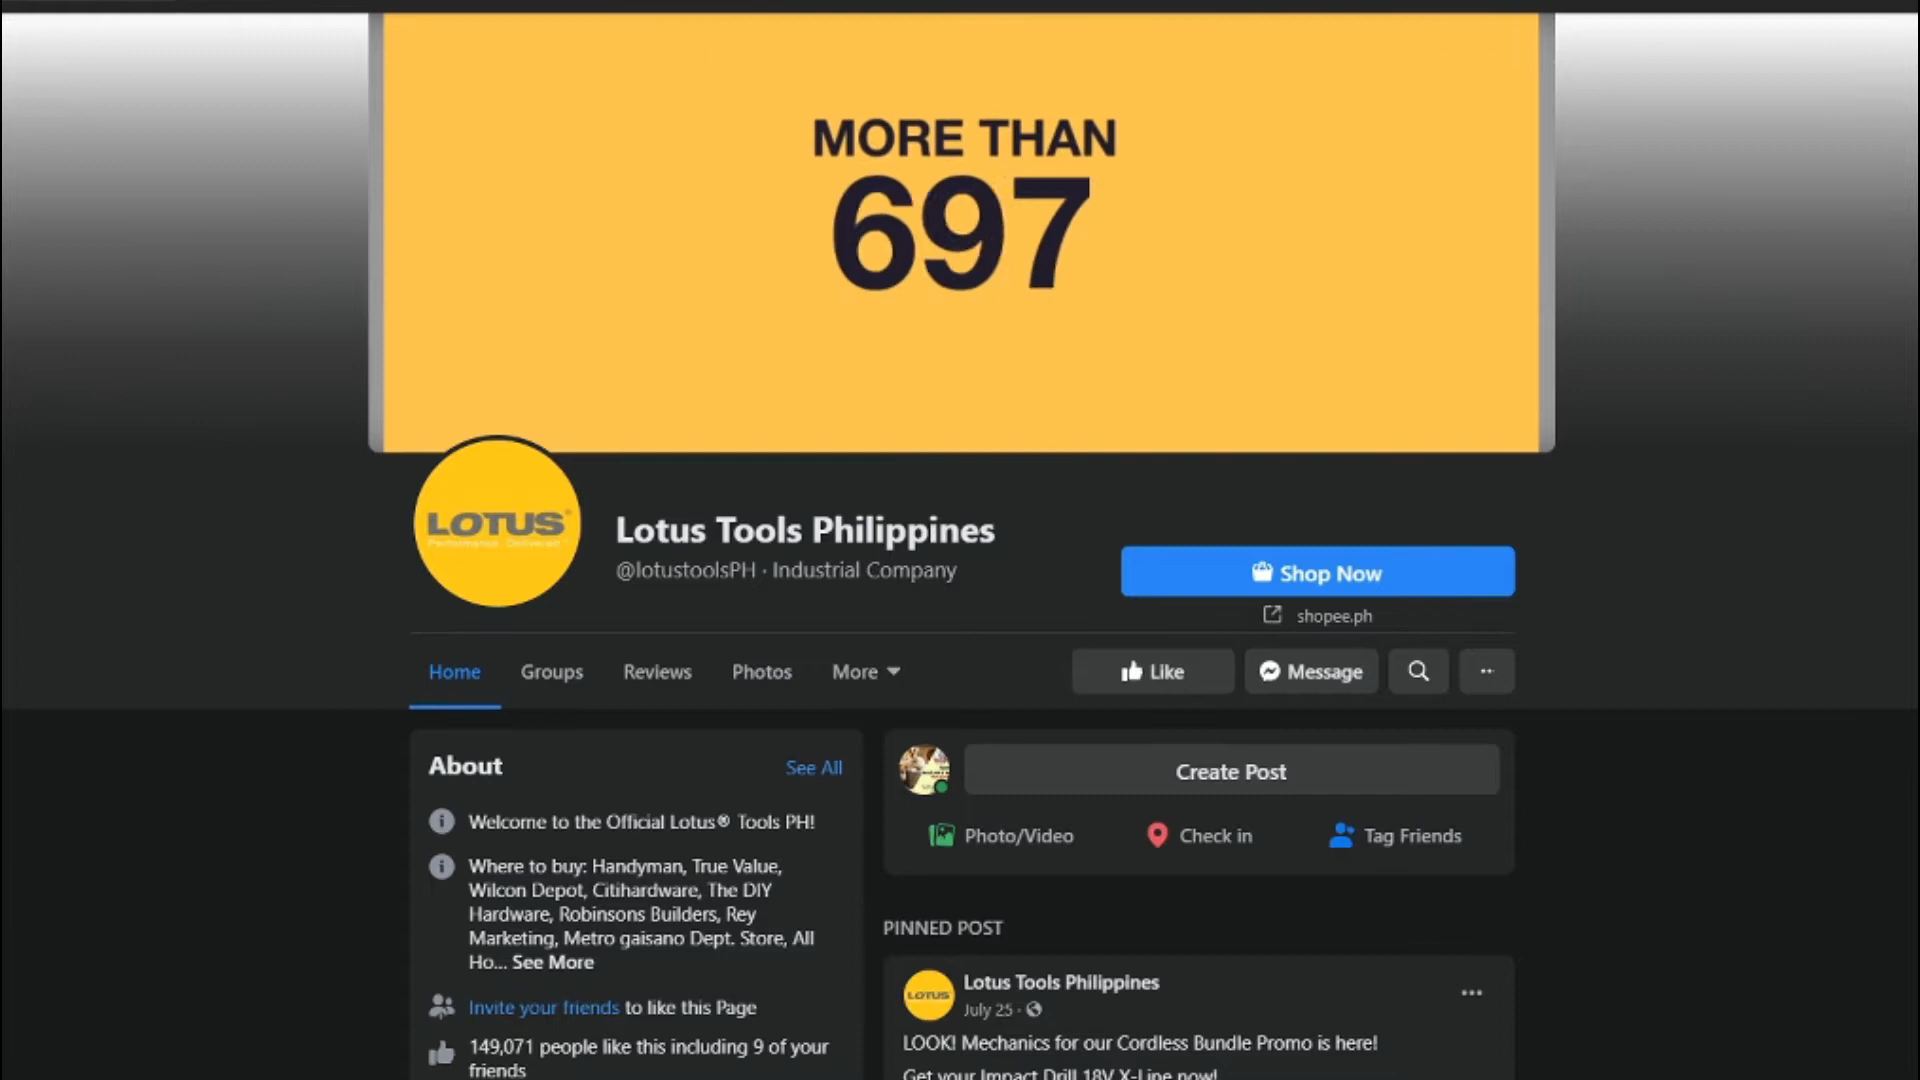 MORE THAN
697
LOTUS®
Lotus Tools Philippines
@lotustoolsPH · Industrial Company
Shop Now
shopee.ph
Home Groups Reviews Photos More
Like Message
About See All
Welcome to the Official Lotus® Tools PH!
Where to buy: Handyman, True Value,
Wilcon Depot, Citihardware, The DIY
Hardware, Robinsons Builders, Rey
Marketing, Metro gaisano Dept. Store, All
Ho... See More
Invite your friends to like this Page
149,071 people like this including 9 of your
friends
Create Post
Photo/Video Check in Tag Friends
PINNED POST
LOTUS
Lotus Tools Philippines
July 25 ·
LOOK! Mechanics for our Cordless Bundle Promo is here!
Get your Impact Drill 18V X-Line now!